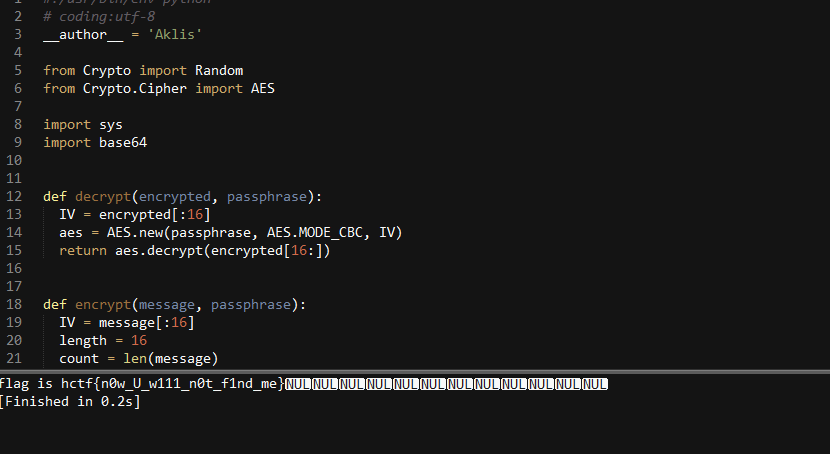 1 #!/usr/bin/env python
2 # coding:utf-8
3 __author__ = 'Aklis'
4
5 from Crypto import Random
6 from Crypto.Cipher import AES
7
8 import sys
9 import base64
10
11
12 def decrypt(encrypted, passphrase):
13 IV = encrypted[:16]
14 aes = AES.new(passphrase, AES.MODE_CBC, IV)
15 return aes.decrypt(encrypted[16:])
16
17
18 def encrypt(message, passphrase):
19 IV = message[:16]
20 length = 16
21 count = len(message)
flag is hctf{n0w_U_w111_n0t_f1nd_me}NULNULNULNULNULNULNULNULNULNULNULNUL
[Finished in 0.2s]